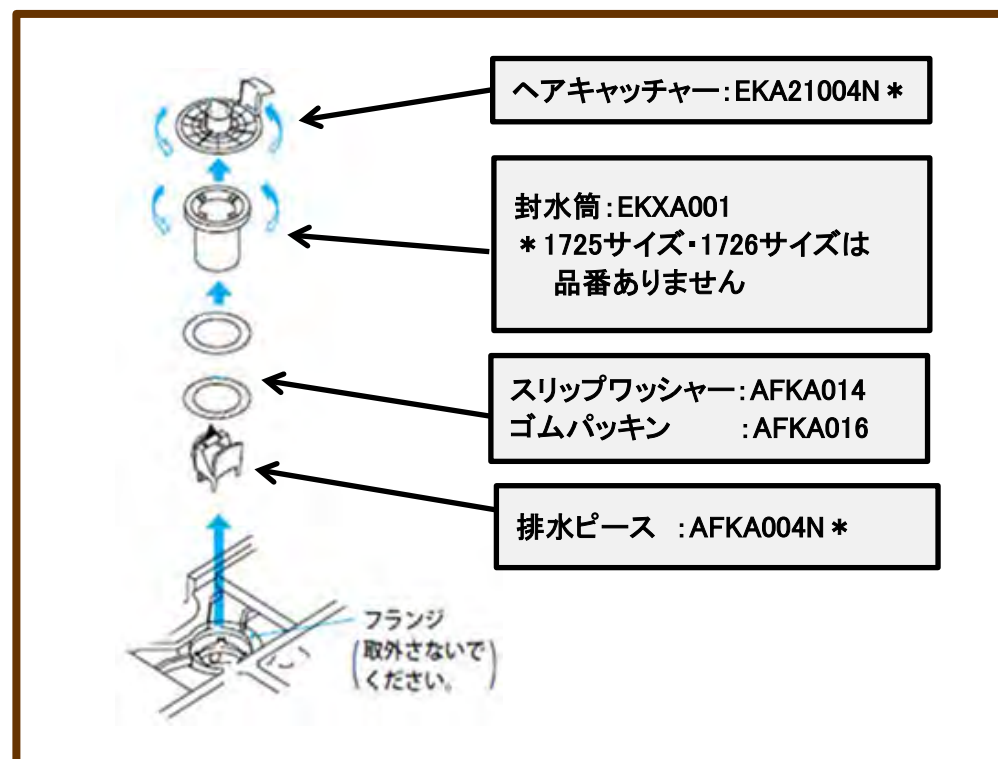 ヘアキャッチャー：EKA21004N＊
封水筒：EKXA001
＊1725サイズ・1726サイズは
品番ありません
スリップワッシャー：AFKA014
ゴムパッキン　　：AFKA016
排水ピース　：AFKA004N＊
フランジ
（取外さないで
ください。）